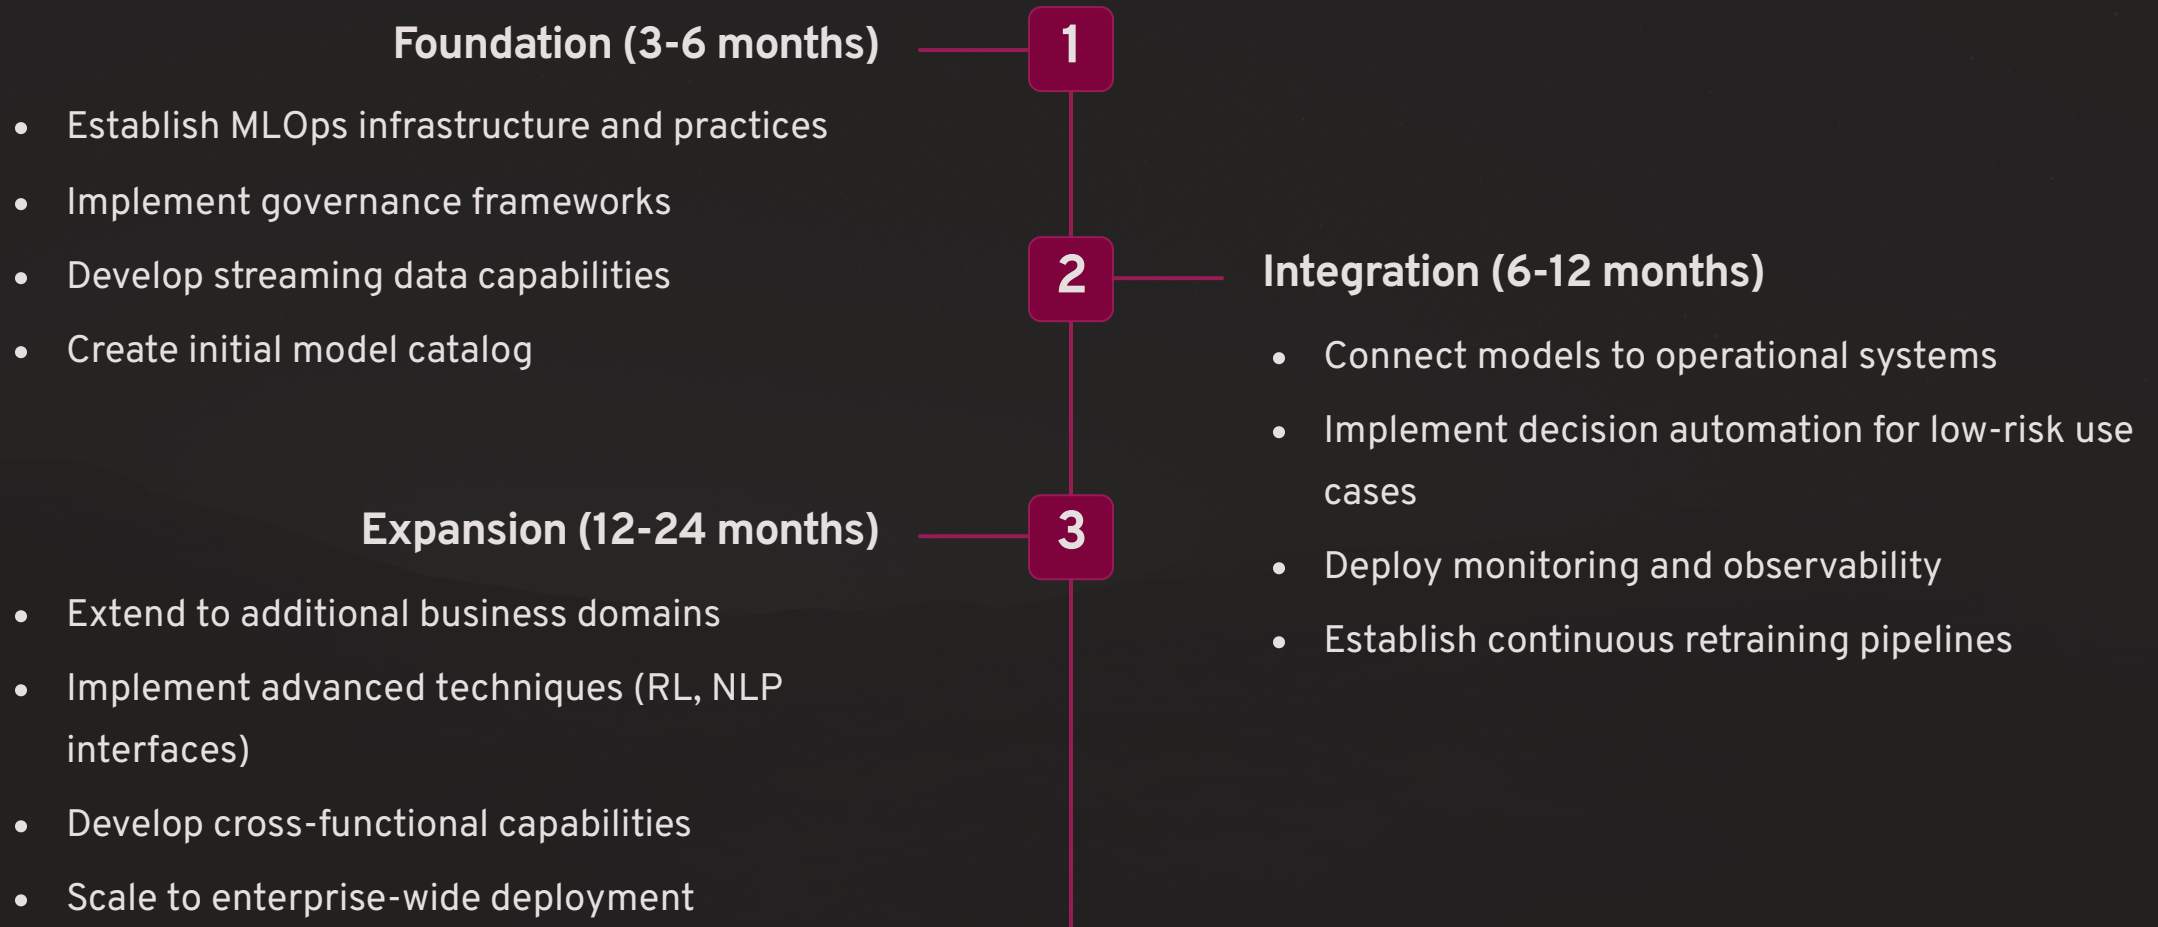 Foundation (3-6 months)
1
Establish MLOps infrastructure and practices
Implement governance frameworks
Develop streaming data capabilities
Create initial model catalog
2
Integration (6-12 months)
Connect models to operational systems
Implement decision automation for low-risk use
cases
Deploy monitoring and observability
Establish continuous retraining pipelines
Expansion (12-24 months)
3
Extend to additional business domains
Implement advanced techniques (RL, NLP
interfaces)
Develop cross-functional capabilities
Scale to enterprise-wide deployment